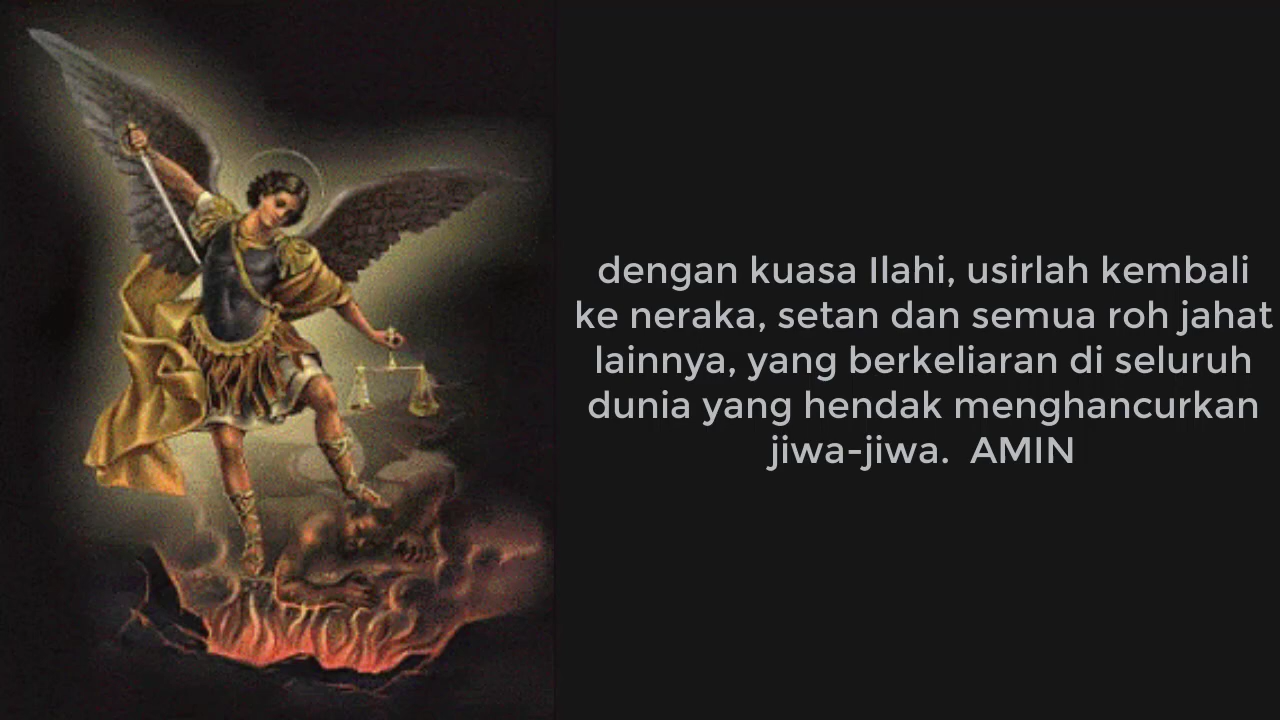 dengan kuasa Ilahi, usirlah kembali
ke neraka, setan dan semua roh jahat
lainnya, yang berkeliaran di seluruh
dunia yang hendak menghancurkan
jiwa-jiwa.  AMIN